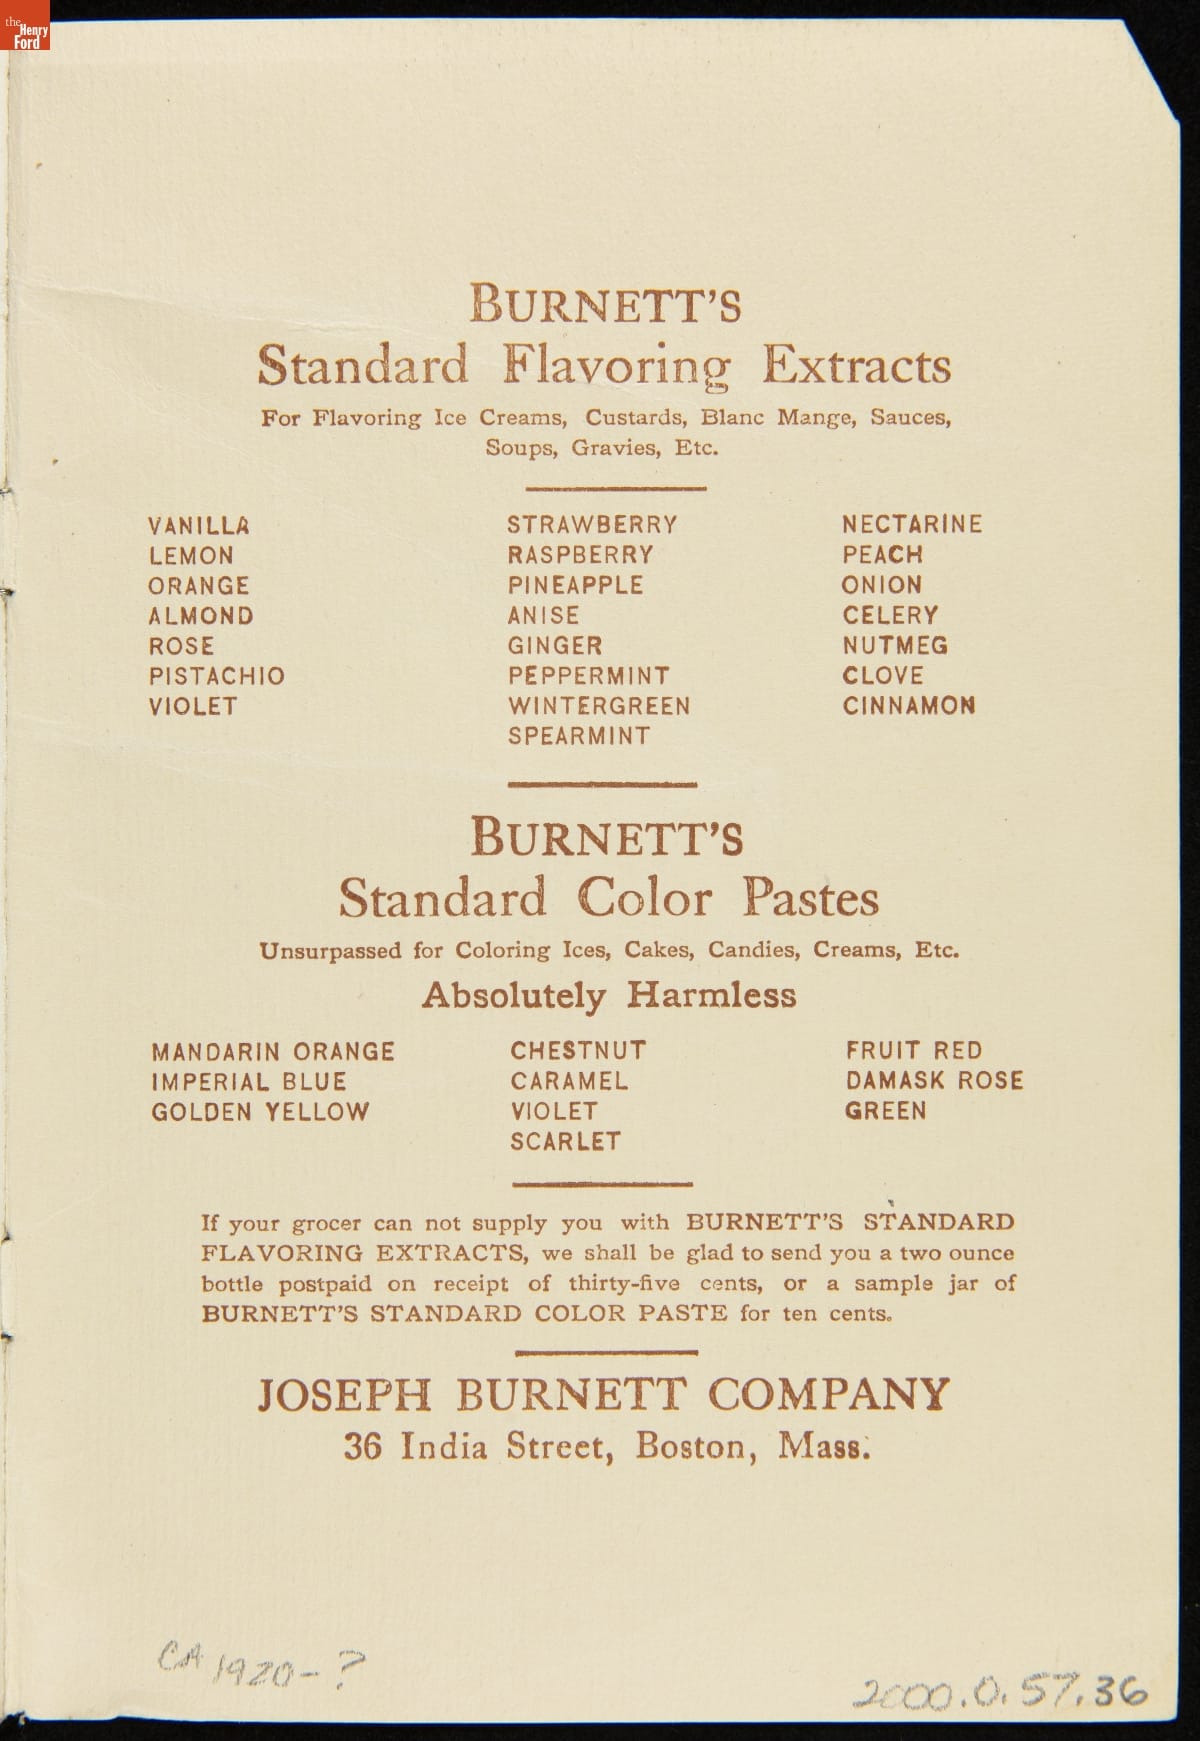 the
Henry
Ford
BURNETT'S
Standard Flavoring Extracts
For Flavoring Ice Creams, Custards, Blanc Mange, Sauces,
Soups, Gravies, Etc.
VANILLA
LEMON
ORANGE
ALMOND
ROSE
PISTACHIO
VIOLET
STRAWBERRY
RASPBERRY
PINEAPPLE
ANISE
GINGER
PEPPERMINT
WINTERGREEN
SPEARMINT
NECTARINE
PEACH
ONION
CELERY
NUTMEG
CLOVE
CINNAMON
BURNETT'S
Standard Color Pastes
Unsurpassed for Coloring Ices, Cakes, Candies, Creams, Etc.
Absolutely Harmless
MANDARIN ORANGE
IMPERIAL BLUE
GOLDEN YELLOW
CHESTNUT
CARAMEL
VIOLET
SCARLET
FRUIT RED
DAMASK ROSE
GREEN
If your grocer can not supply you with BURNETT'S STANDARD
FLAVORING EXTRACTS, we shall be glad to send you a two ounce
bottle postpaid on receipt of thirty-five cents, or a sample jar of
BURNETT'S STANDARD COLOR PASTE for ten cents.
JOSEPH BURNETT COMPANY
36 India Street, Boston, Mass.
CA 1920-?
2000.0.57.36